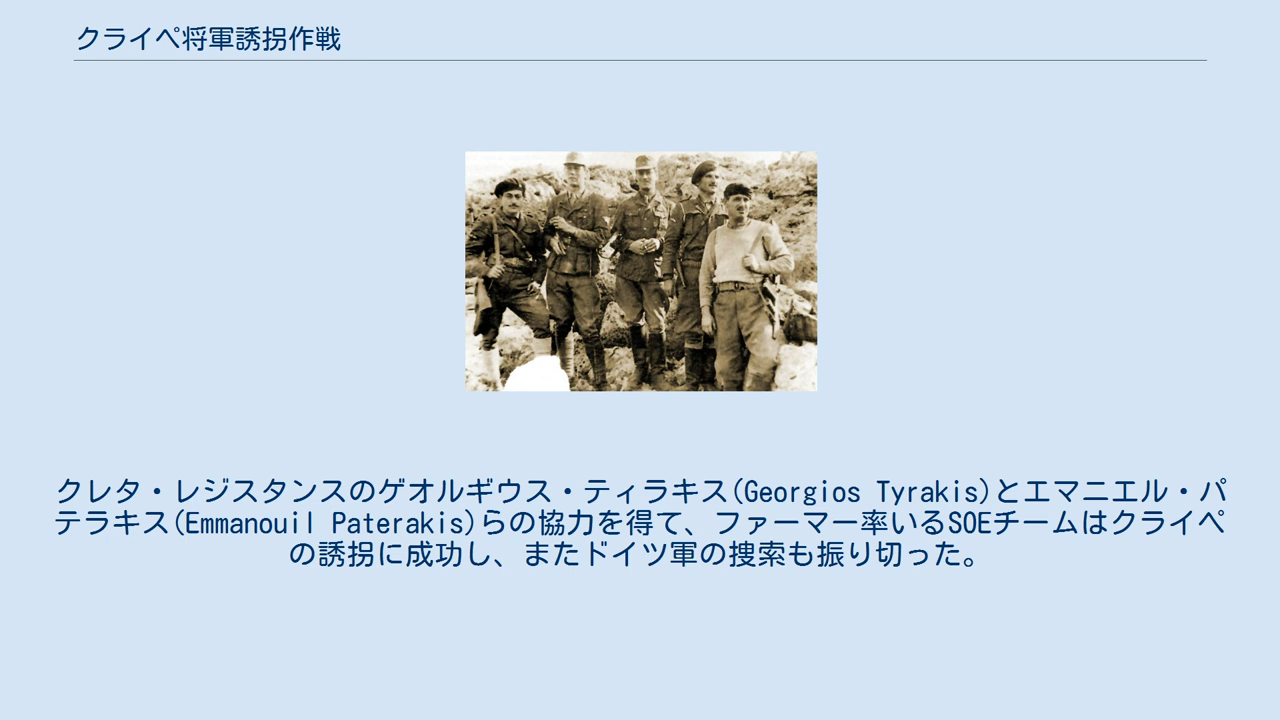 クライペ将軍誘拐作戦
クレタ・レジスタンスのゲオルギウス・ティラキス(Georgios Tyrakis)とエマニエル・パ
テラキス(Emmanouil Paterakis)らの協力を得て、ファーマー率いるSOEチームはクライペ
の誘拐に成功し、またドイツ軍の捜索も振り切った。